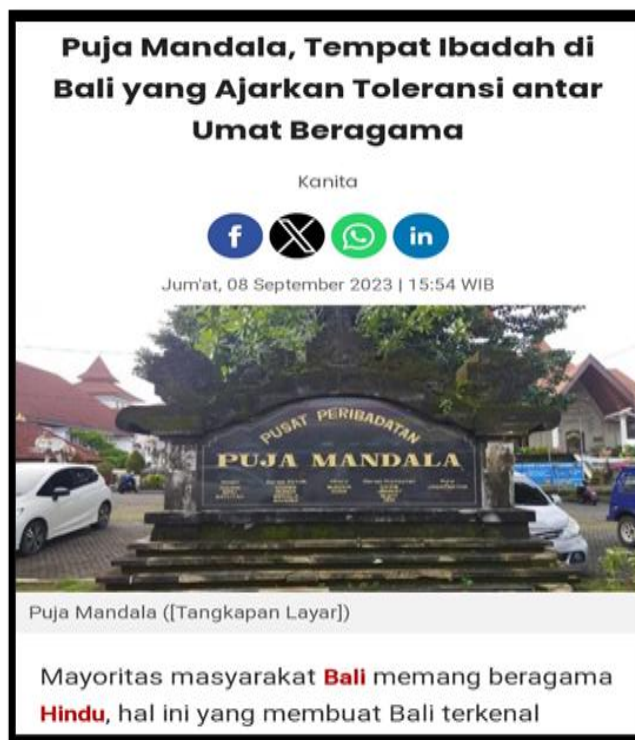 Puja Mandala, Tempat Ibadah di
Bali yang Ajarkan Toleransi antar
Umat Beragama
Kanita
f X in
Jum'at, 08 September 2023 | 15:54 WIB
PUSAT PERIBADATAN
PUJA MANDALA
Puja Mandala ([Tangkapan Layar])
Mayoritas masyarakat Bali memang beragama
Hindu, hal ini yang membuat Bali terkenal